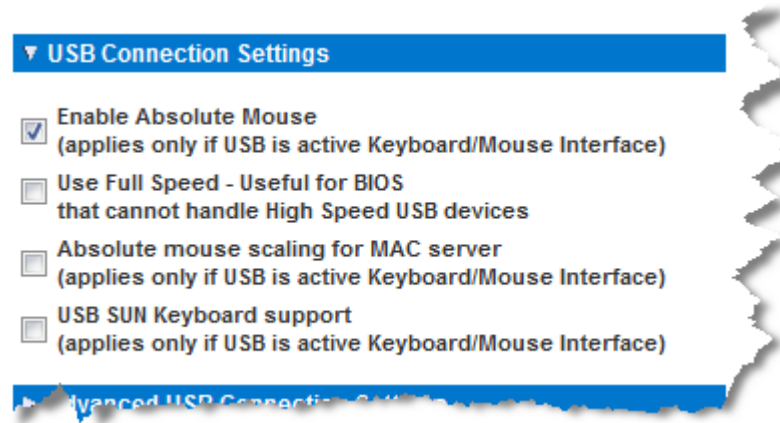 USB Connection Settings
Enable Absolute Mouse
(applies only if USB is active Keyboard/Mouse Interface)
Use Full Speed - Useful for BIOS
that cannot handle High Speed USB devices
Absolute mouse scaling for MAC server
(applies only if USB is active Keyboard/Mouse Interface)
USB SUN Keyboard support
(applies only if USB is active Keyboard/Mouse Interface)
USB